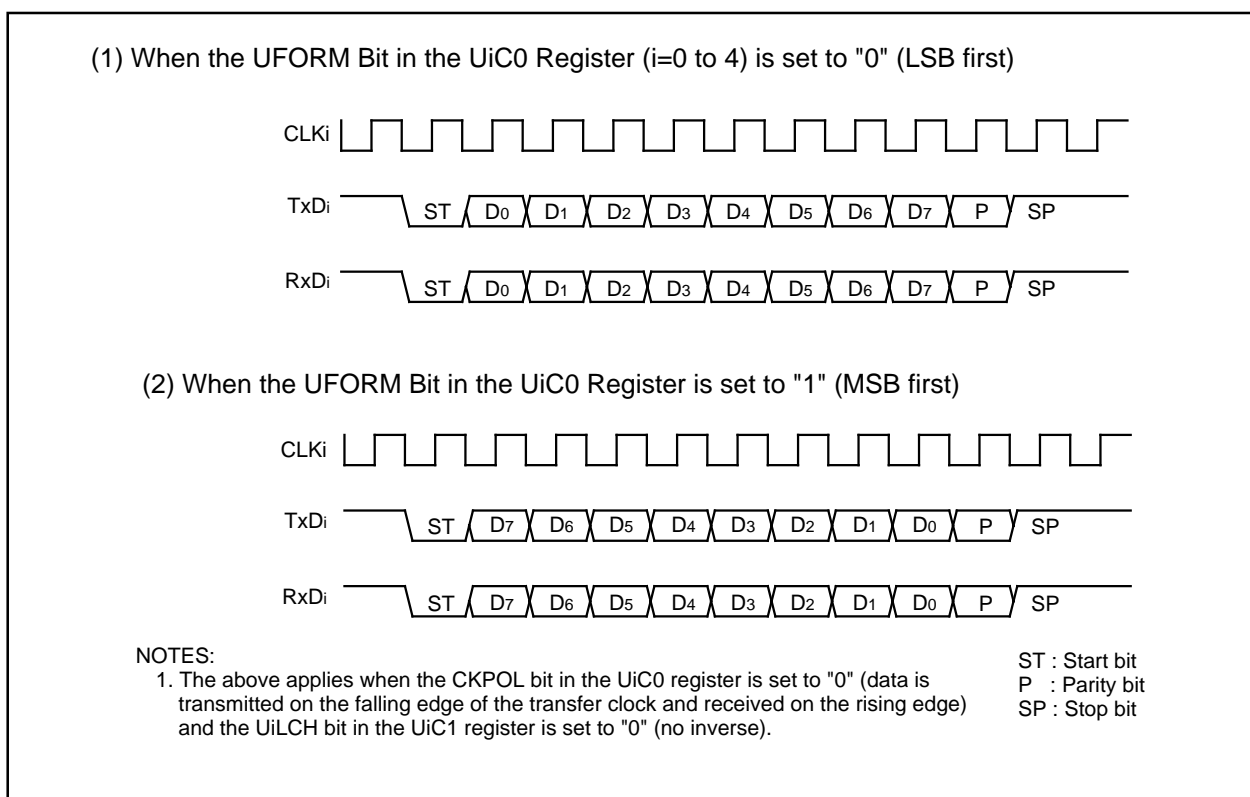 (1) When the UFORM Bit in the UiC0 Register (i=0 to 4) is set to "0" (LSB first)
CLKi
TxDi ST D0 D1 D2 D3 D4 D5 D6 D7 P SP
RxDi ST D0 D1 D2 D3 D4 D5 D6 D7 P SP
(2) When the UFORM Bit in the UiC0 Register is set to "1" (MSB first)
CLKi
TxDi ST D7 D6 D5 D4 D3 D2 D1 D0 P SP
RxDi ST D7 D6 D5 D4 D3 D2 D1 D0 P SP
NOTES:
1. The above applies when the CKPOL bit in the UiC0 register is set to "0" (data is
transmitted on the falling edge of the transfer clock and received on the rising edge)
and the UiLCH bit in the UiC1 register is set to "0" (no inverse).
ST : Start bit
P : Parity bit
SP : Stop bit